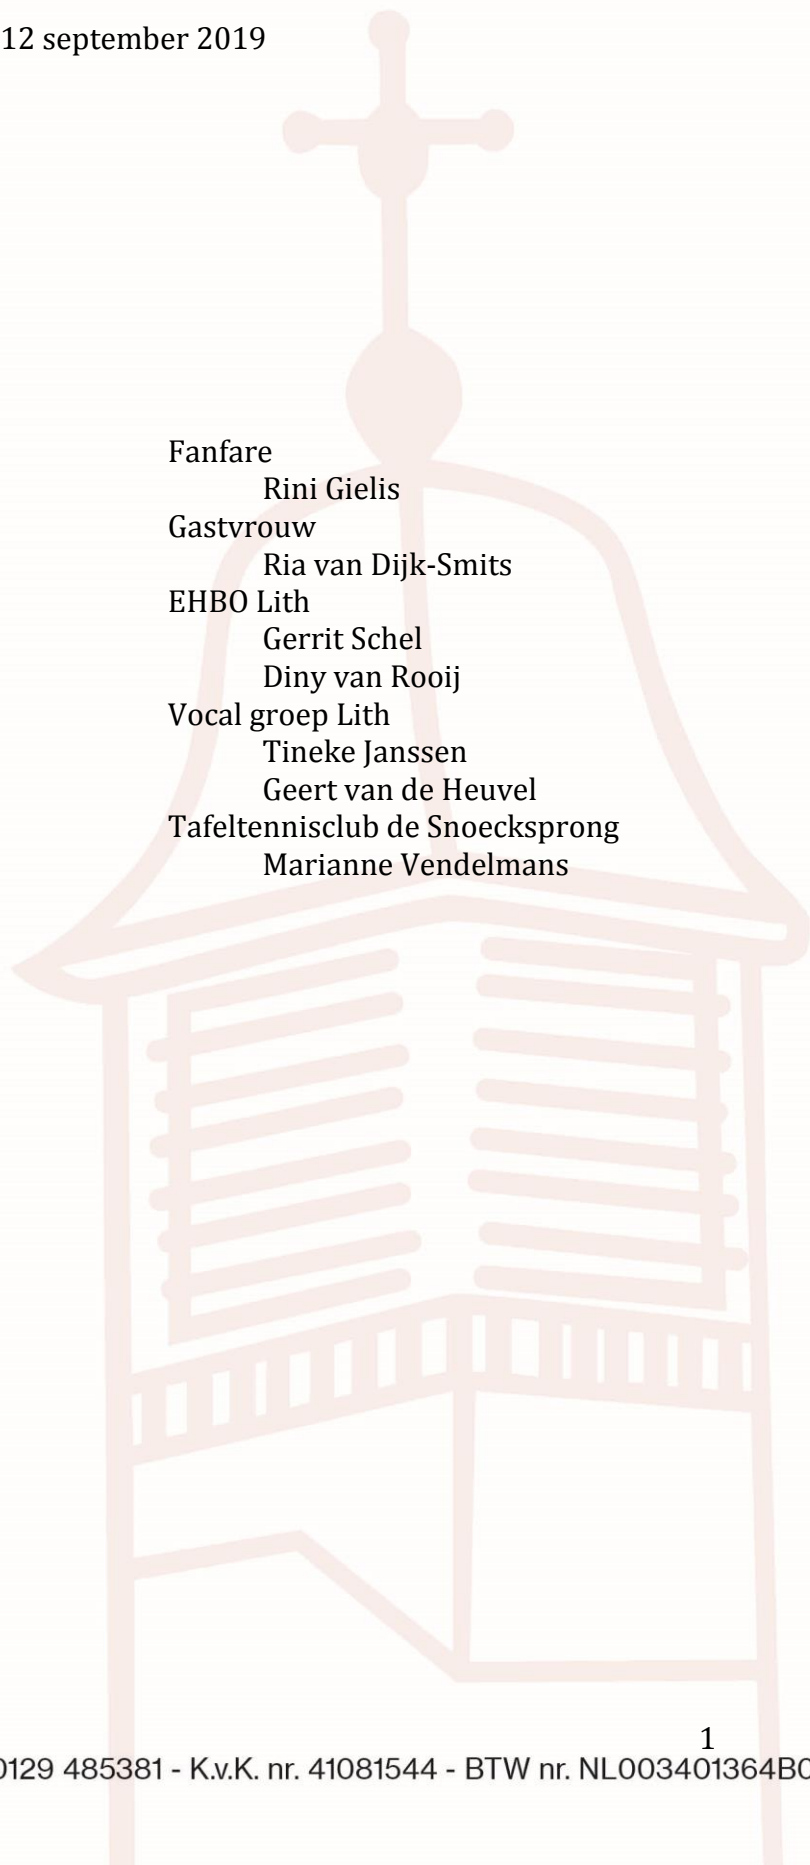 12 september 2019
Fanfare
Rini Gielis
Gastvrouw
Ria van Dijk-Smits
EHBO Lith
Gerrit Schel
Diny van Rooij
Vocal groep Lith
Tineke Janssen
Geert van de Heuvel
Tafeltennisclub de Snoecksprong
Marianne Vendelmans
1
0129 485381 - K.v.K. nr. 41081544 - BTW nr. NL003401364B0